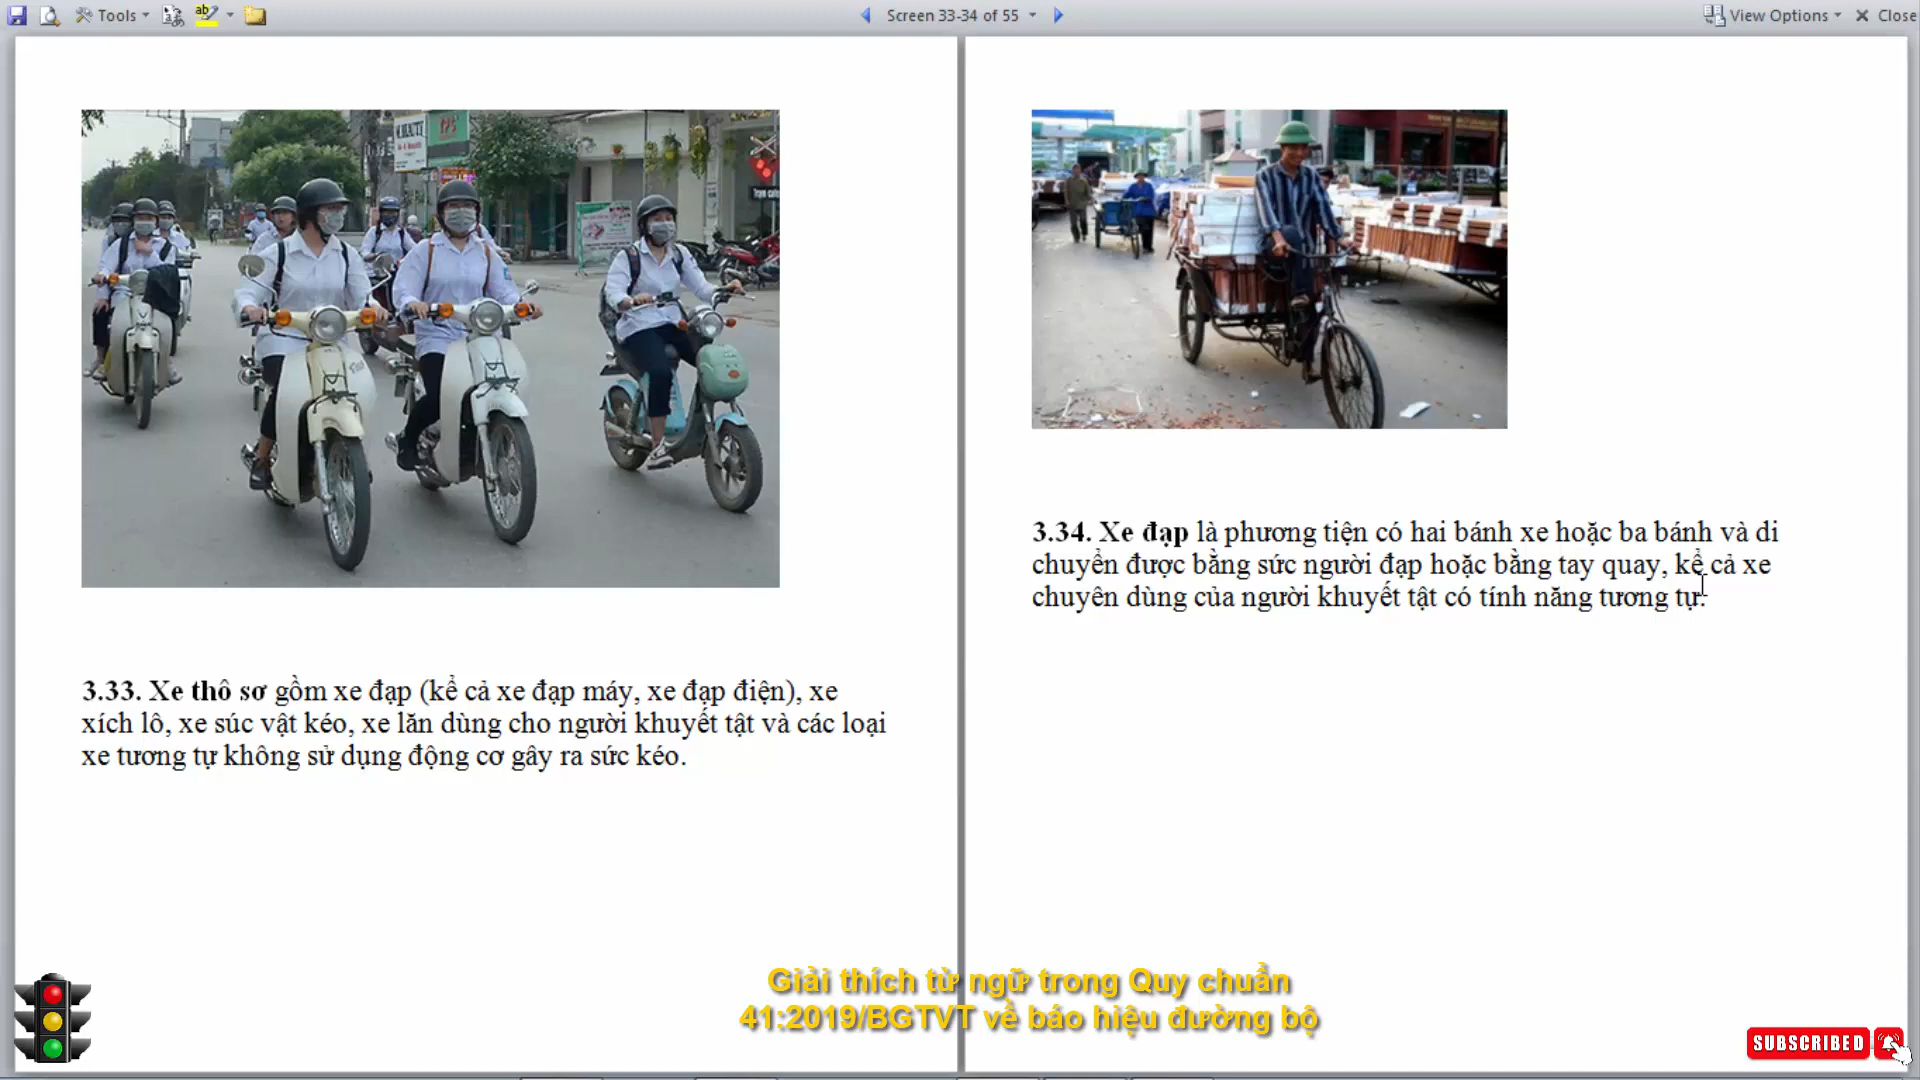 Tools
Screen 33-34 of 55
View Options
Close
3.33. Xe thô sơ gồm xe đạp (kể cả xe đạp máy, xe đạp điện), xe
xích lô, xe súc vật kéo, xe lăn dùng cho người khuyết tật và các loại
xe tương tự không sử dụng động cơ gây ra sức kéo.
3.34. Xe đạp là phương tiện có hai bánh xe hoặc ba bánh và di
chuyển được bằng sức người đạp hoặc bằng tay quay, kể cả xe
chuyên dùng của người khuyết tật có tính năng tương tự.
Giải thích từ ngữ trong Quy chuẩn
41:2019/BGTVT về báo hiệu đường bộ
SUBSCRIBED